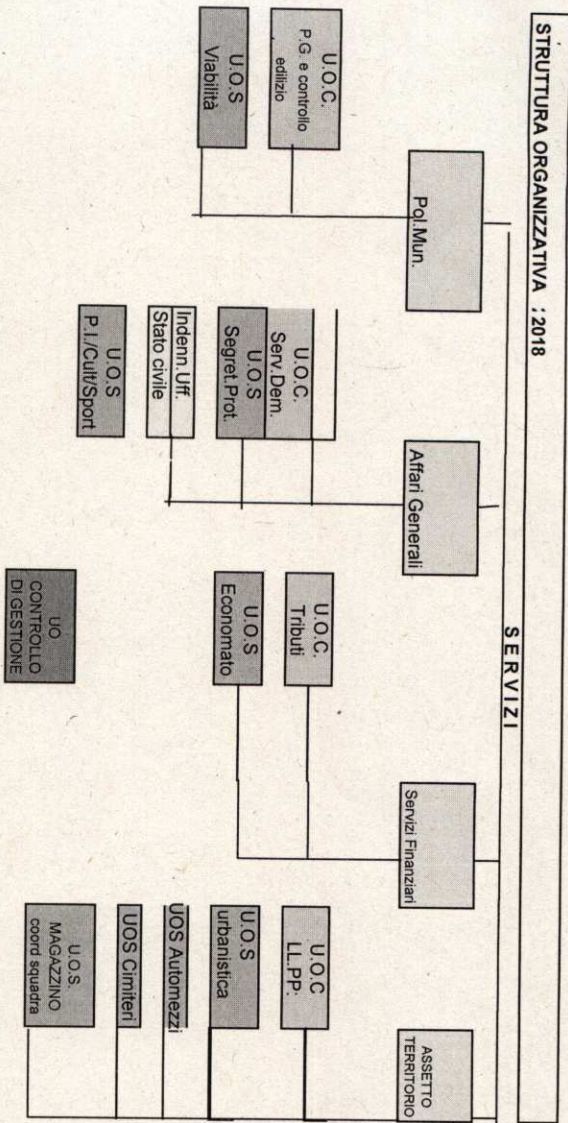 STRUTTURA ORGANIZZATIVA : 2018
SERVIZI
Pol.Mun.
U.O.C.
P.G. e controllo
edilizio
U.O.S
Viabilità
Affari Generali
U.O.C.
Serv.Dem.
U.O.S
Segret.Prot.
Indenn.Uff.
Stato civile
U.O.S
P.I./Cult/Sport
Servizi Finanziari
U.O.C.
Tributi
U.O.S
Economato
UO
CONTROLLO
DI GESTIONE
ASSETTO
TERRITORIO
U.O.C
LL.PP.
U.O.S
urbanistica
UOS Automezzi
UOS Cimiteri
U.O.S.
MAGAZZINO
coord squadra